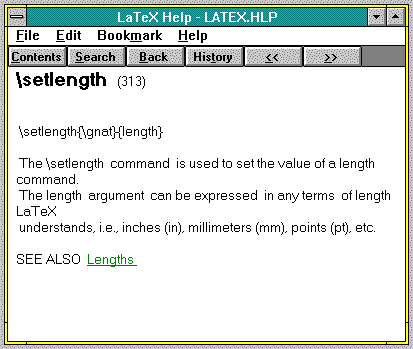 LaTeX Help - LATEX.HLP
File Edit Bookmark Help
Contents Search Back History << >>
\setlength (313)
\setlength{\gnat}{length}
The \setlength command is used to set the value of a length
command.
The length argument can be expressed in any terms of length
LaTeX
understands, i.e., inches (in), millimeters (mm), points (pt), etc.
SEE ALSO Lengths